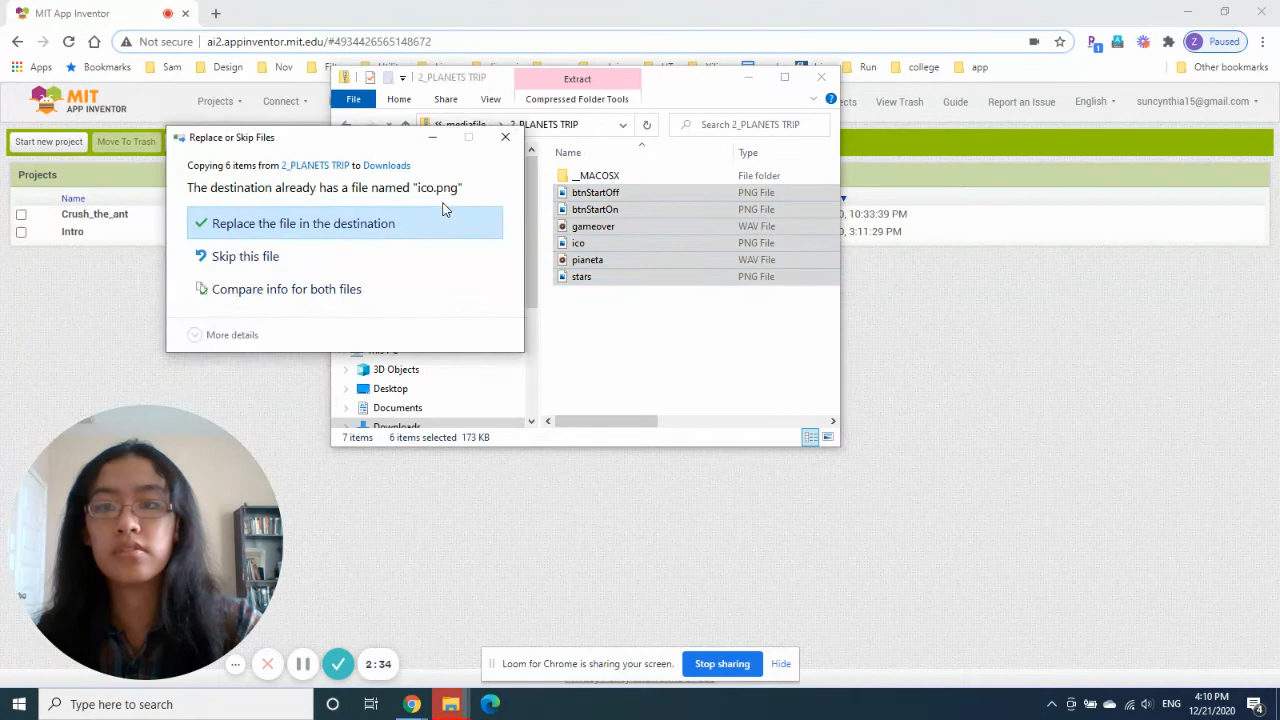 MIT App Inventor
Not secure
ai2.appinventor.mit.edu/#4934426565148672
Paused
Apps
Bookmarks
Sam
Design
Nov
Run
college
app
Other bookmarks
MIT
APP INVENTOR
Projects
Connect
View Trash
Guide
Report an Issue
English
suncynthia15@gmail.com
Start new project
Move To Trash
Projects
Name
Crush_the_ant
10:33:39 PM
Intro
3:11:29 PM
2_PLANETS TRIP
Extract
File
Home
Share
View
Compressed Folder Tools
mediafile
2_PLANETS TRIP
Search 2_PLANETS TRIP
Name
Type
__MACOSX
File folder
btnStartOff
PNG File
btnStartOn
PNG File
gameover
WAV File
ico
PNG File
pianeta
WAV File
stars
PNG File
3D Objects
Desktop
Documents
Downloads
7 items
6 items selected 173 KB
Replace or Skip Files
Copying 6 items from 2_PLANETS TRIP to Downloads
The destination already has a file named "ico.png"
Replace the file in the destination
Skip this file
Compare info for both files
More details
2:34
Loom for Chrome is sharing your screen.
Stop sharing
Hide
Type here to search
ENG
4:10 PM
12/21/2020
4